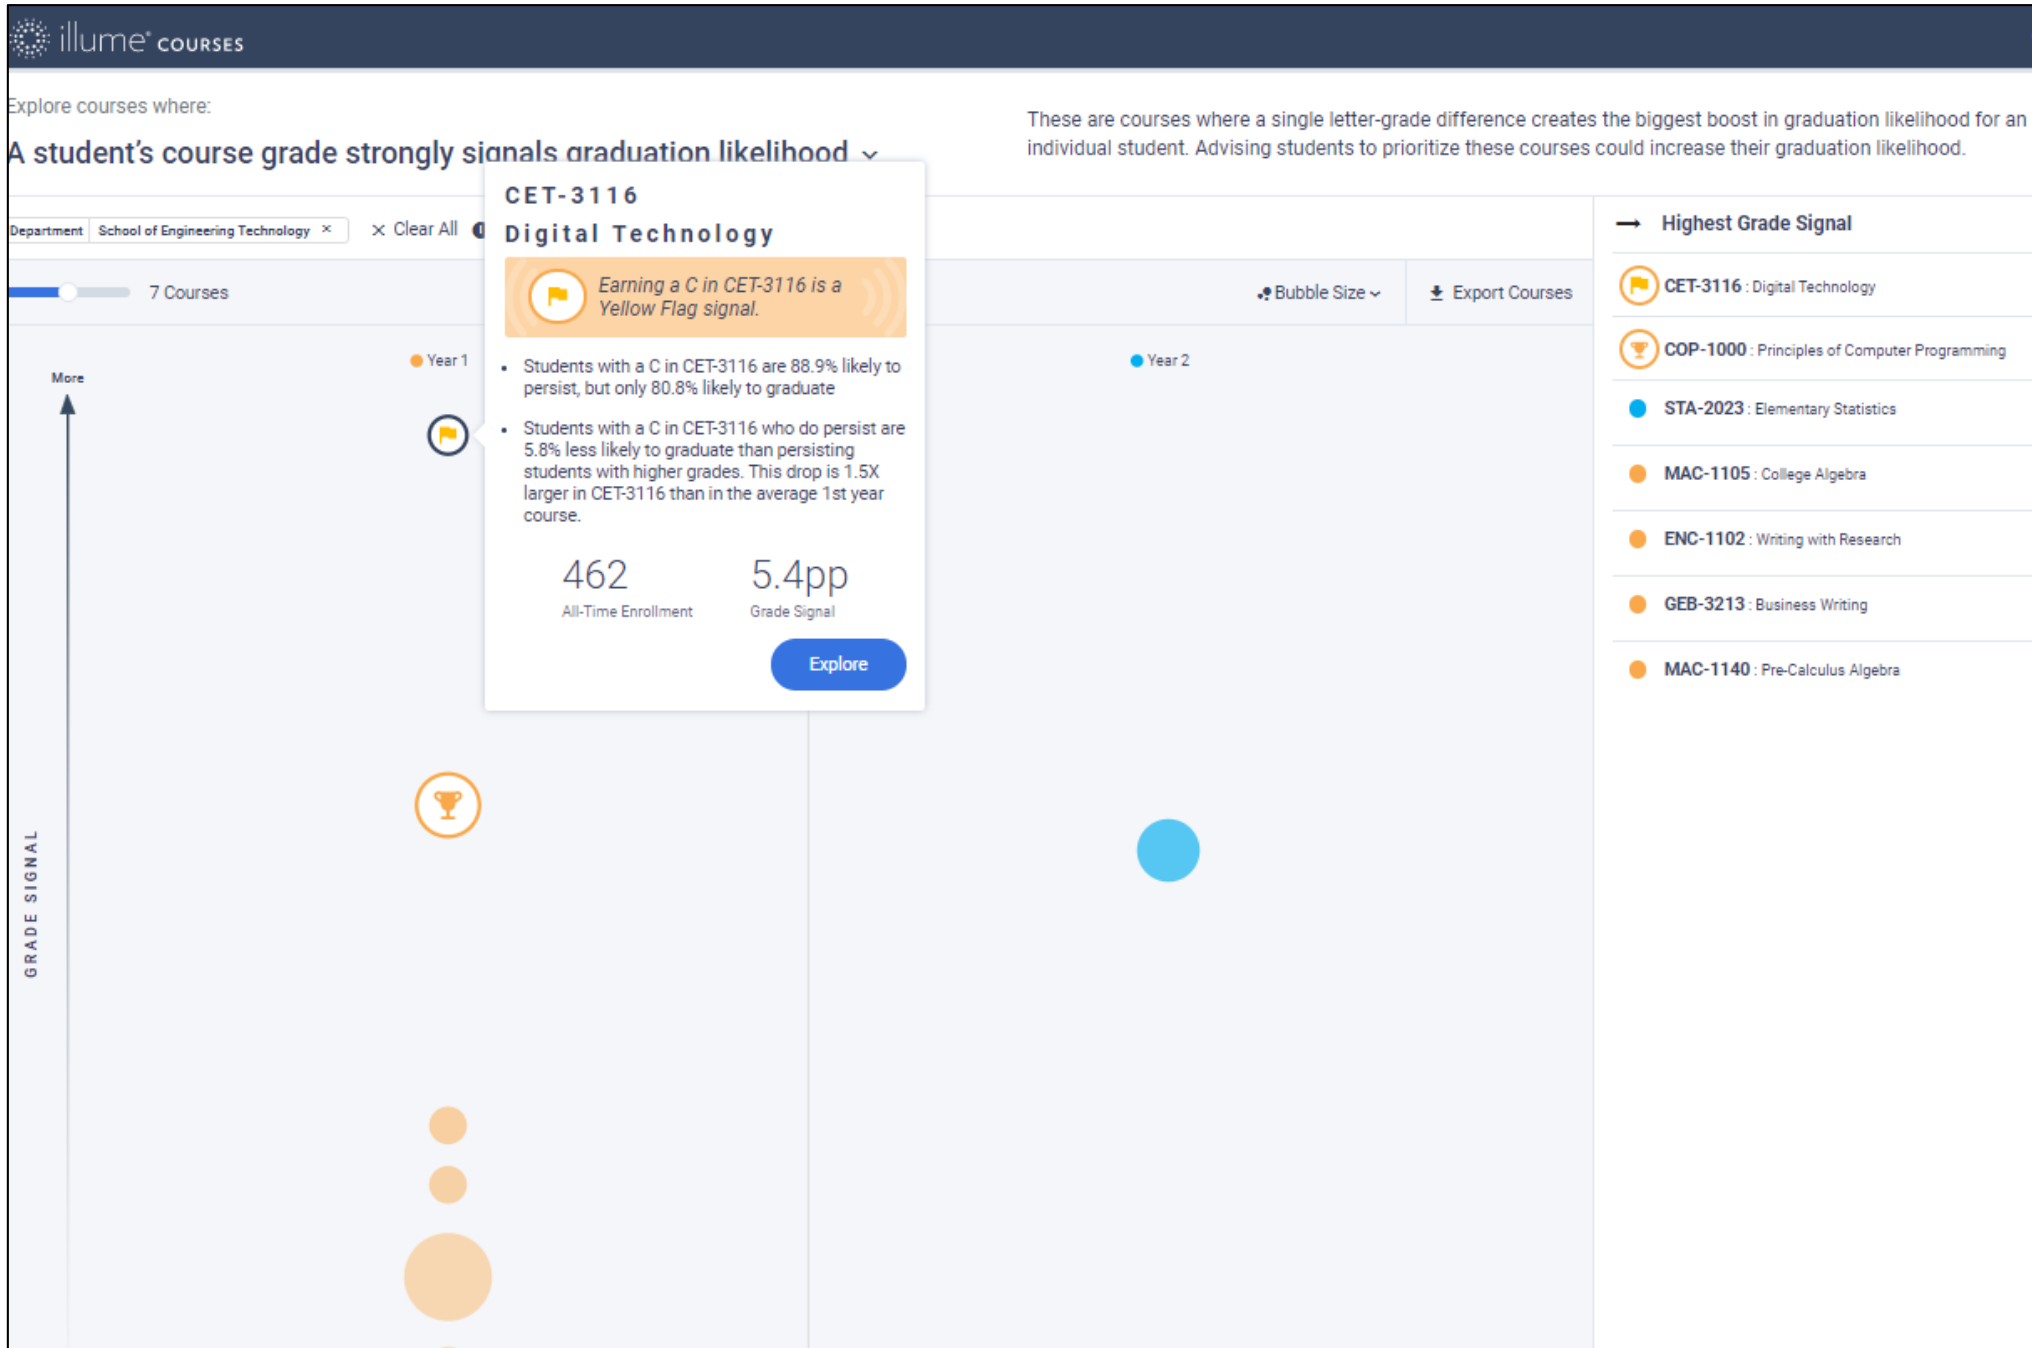 illume® COURSES
Explore courses where:
A student's course grade strongly signals graduation likelihood
These are courses where a single letter-grade difference creates the biggest boost in graduation likelihood for an
individual student. Advising students to prioritize these courses could increase their graduation likelihood.
Department School of Engineering Technology × × Clear All
7 Courses
Bubble Size
Export Courses
Year 1
Year 2
More
GRADE SIGNAL
CET-3116
Digital Technology
Earning a C in CET-3116 is a
Yellow Flag signal.
• Students with a C in CET-3116 are 88.9% likely to
persist, but only 80.8% likely to graduate
• Students with a C in CET-3116 who do persist are
5.8% less likely to graduate than persisting
students with higher grades. This drop is 1.5X
larger in CET-3116 than in the average 1st year
course.
462 5.4pp
All-Time Enrollment Grade Signal
Explore
Highest Grade Signal
CET-3116 : Digital Technology
COP-1000 : Principles of Computer Programming
STA-2023 : Elementary Statistics
MAC-1105 : College Algebra
ENC-1102 : Writing with Research
GEB-3213 : Business Writing
MAC-1140 : Pre-Calculus Algebra